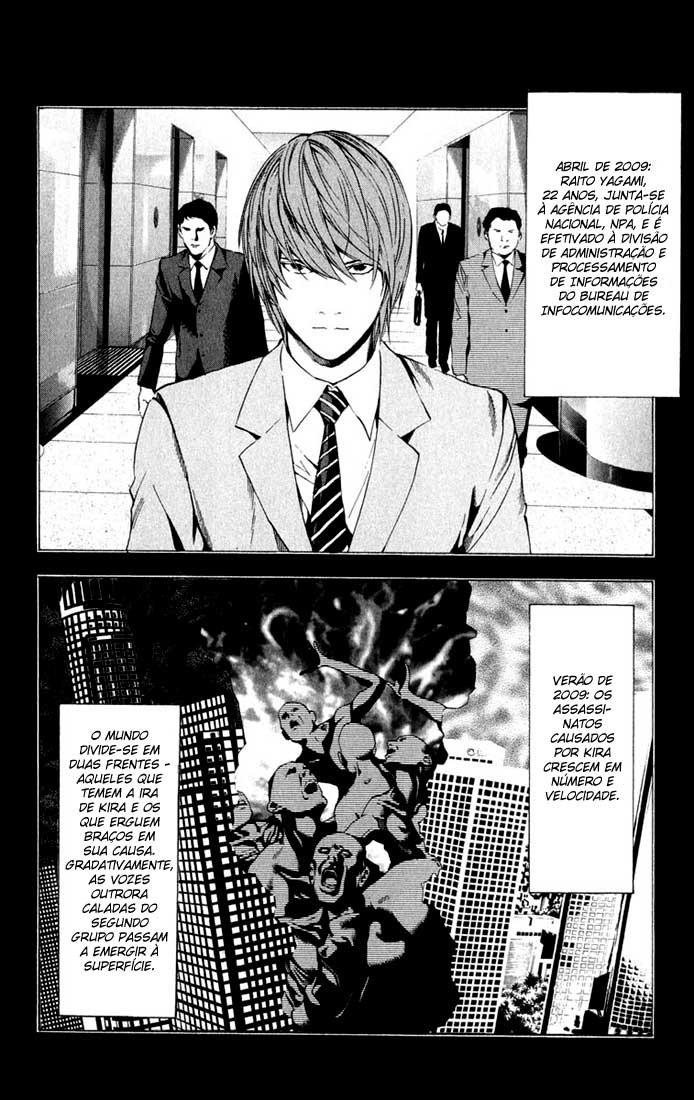 ABRIL DE 2009:
RAITO YAGAMI,
22 ANOS, JUNTA-SE
À AGÊNCIA DE POLÍCIA
NACIONAL, NPA, E É
EFETIVADO À DIVISÃO
DE ADMINISTRAÇÃO E
PROCESSAMENTO
DE INFORMAÇÕES
DO BUREAU DE
INFOCOMUNICAÇÕES.
VERÃO DE
2009: OS
ASSASSI-
NATOS
CAUSADOS
POR KIRA
CRESCEM EM
NÚMERO E
VELOCIDADE.
O MUNDO
DIVIDE-SE EM
DUAS FRENTES -
AQUELES QUE
TEMEM A IRA
DE KIRA E OS
QUE ERGUEM
BRAÇOS EM
SUA CAUSA.
GRADATIVAMENTE,
AS VOZES
OUTRORA
CALADAS DO
SEGUNDO
GRUPO PASSAM
A EMERGIR À
SUPERFÍCIE.